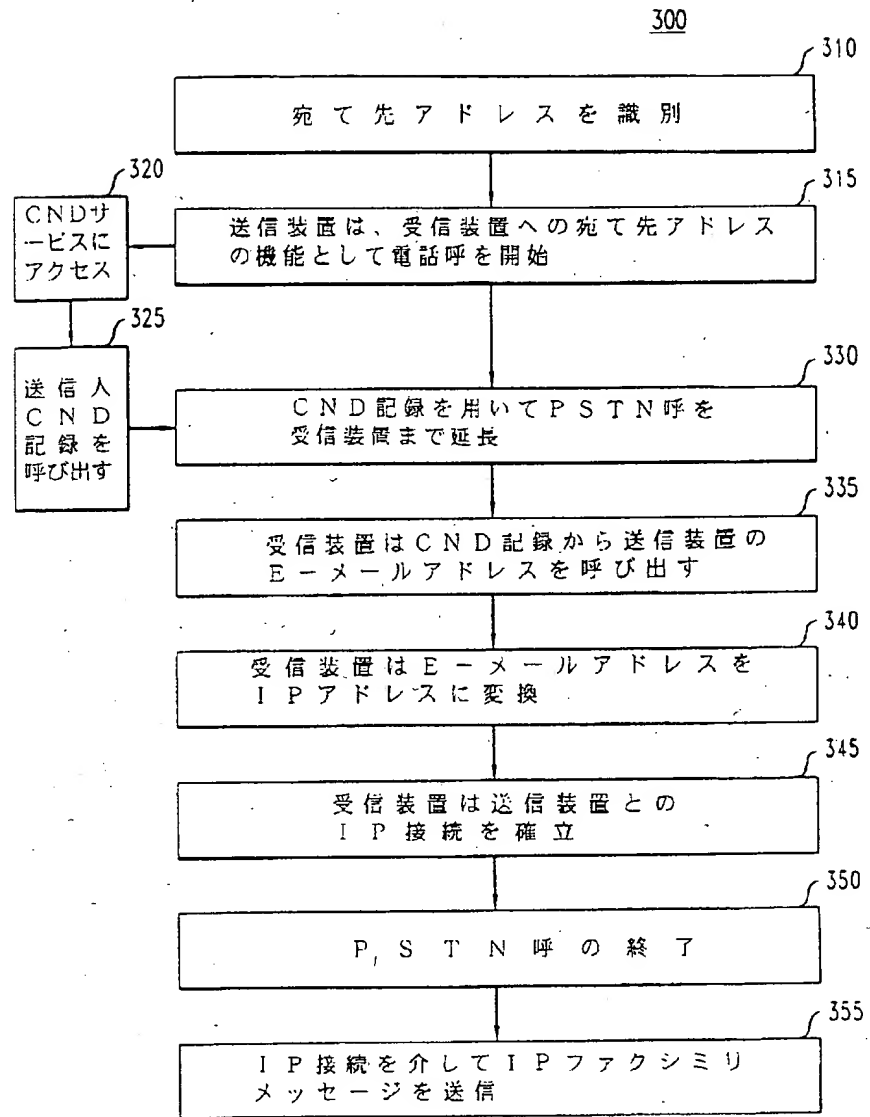 300
310
宛て先アドレスを識別
320
315
CNDサ
ービスに
アクセス
送信装置は、受信装置への宛て先アドレス
の機能として電話呼を開始
325
330
送信人
CND
記録を
呼び出す
CND記録を用いてPSTN呼を
受信装置まで延長
335
受信装置はCND記録から送信装置の
E-メールアドレスを呼び出す
340
受信装置はE-メールアドレスを
IPアドレスに変換
345
受信装置は送信装置との
IP接続を確立
350
PSTN呼の終了
355
IP接続を介してIPファクシミリ
メッセージを送信